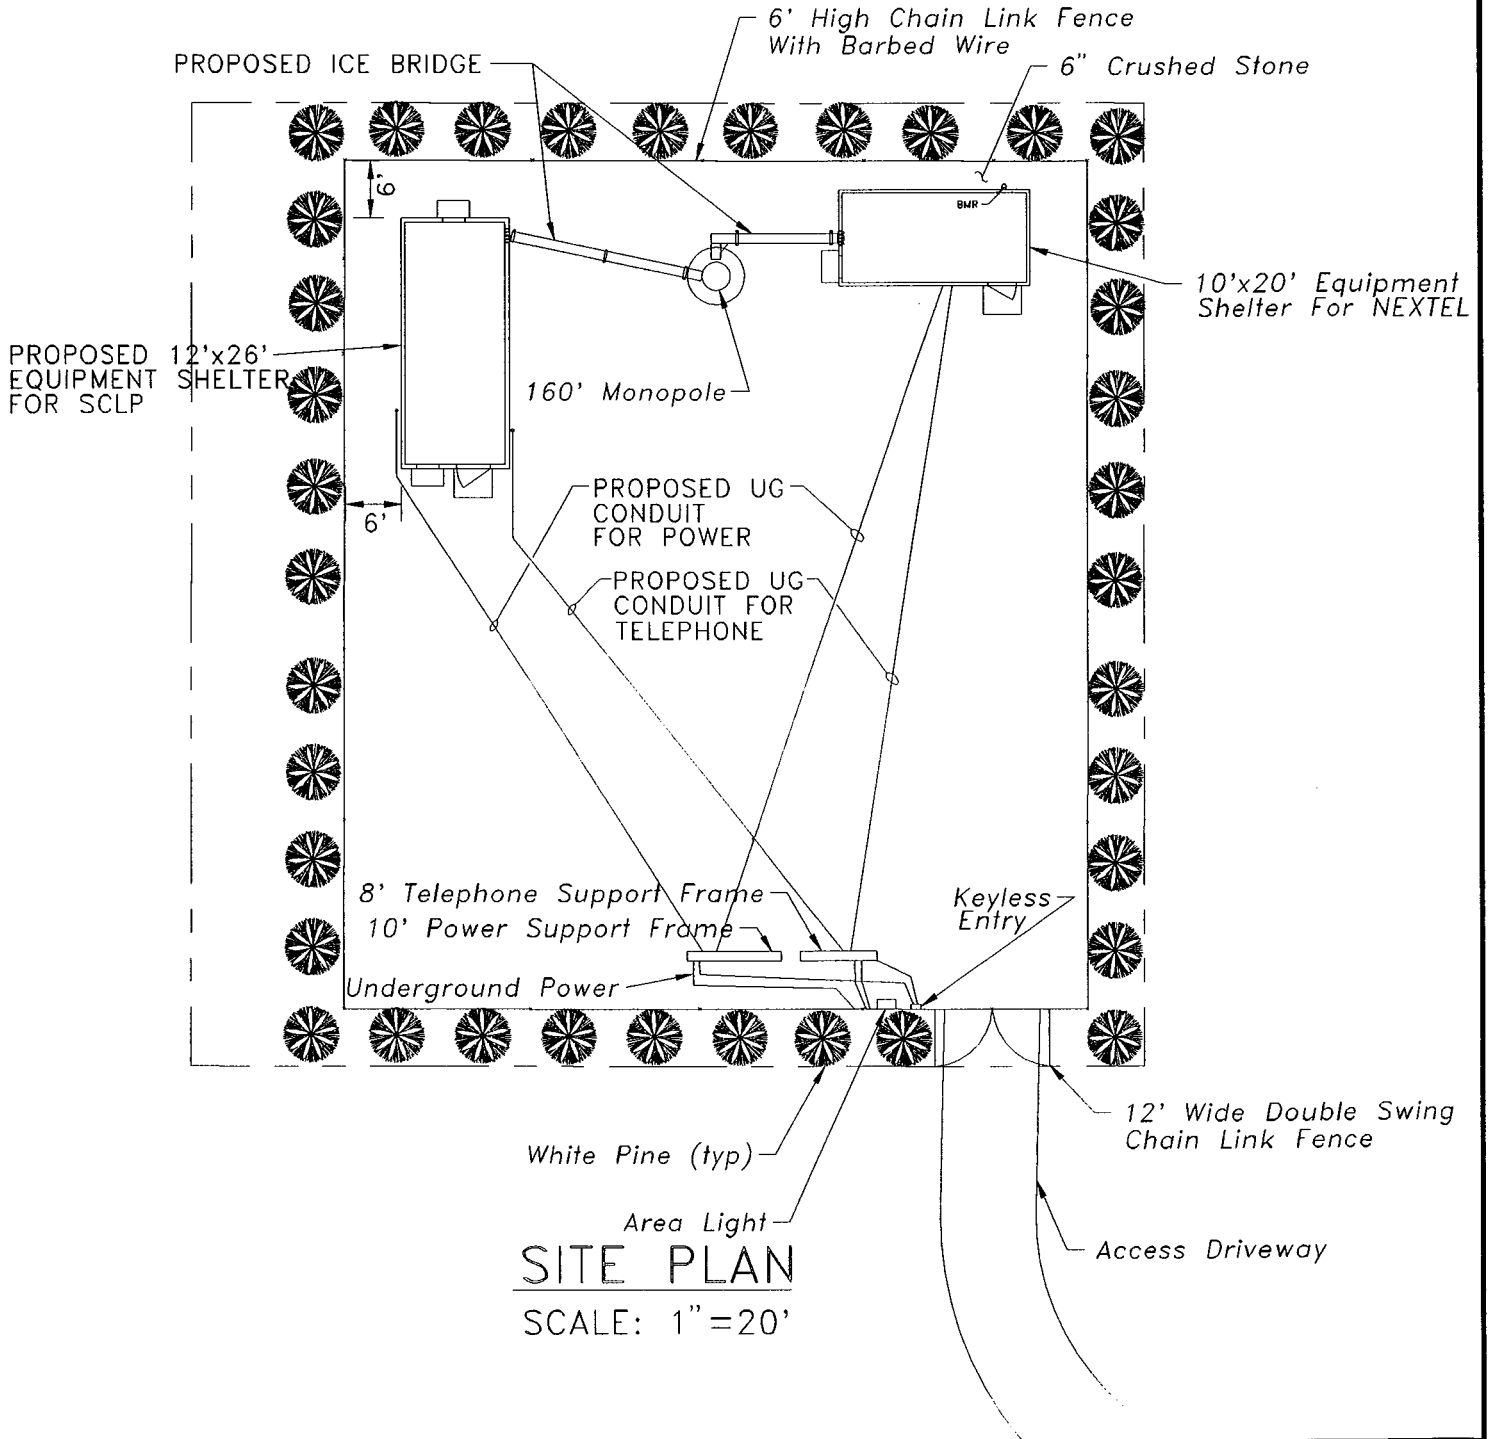 6' High Chain Link Fence
With Barbed Wire
PROPOSED ICE BRIDGE
6" Crushed Stone
6'
BMR
10'x20' Equipment
Shelter For NEXTEL
PROPOSED 12'x26'
EQUIPMENT SHELTER
FOR SCLP
160' Monopole
6'
PROPOSED UG
CONDUIT
FOR POWER
PROPOSED UG
CONDUIT FOR
TELEPHONE
8' Telephone Support Frame
10' Power Support Frame
Keyless
Entry
Underground Power
12' Wide Double Swing
Chain Link Fence
White Pine (typ)
Area Light
Access Driveway
SITE PLAN
SCALE: 1"=20'